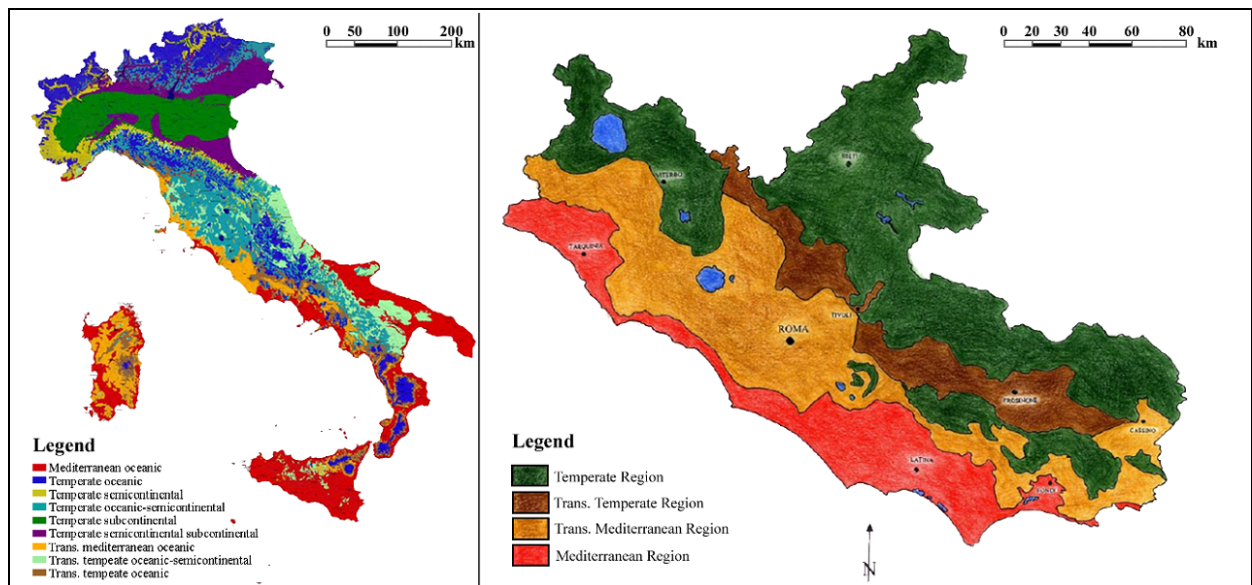 0 50 100 200
km
Legend
Mediterranean oceanic
Temperate oceanic
Temperate semicontinental
Temperate oceanic-semicontinental
Temperate subcontinental
Temperate semicontinental subcontinental
Trans. mediterranean oceanic
Trans. tempeate oceanic-semicontinental
Trans. tempeate oceanic
0 20 30 40 60 80
km
RIETI
VITERBO
TARQUINIA
TIVOLI
ROMA
FROSINONE
CASSINO
LATINA
FONDI
Legend
Temperate Region
Trans. Temperate Region
Trans. Mediterranean Region
Mediterranean Region
N